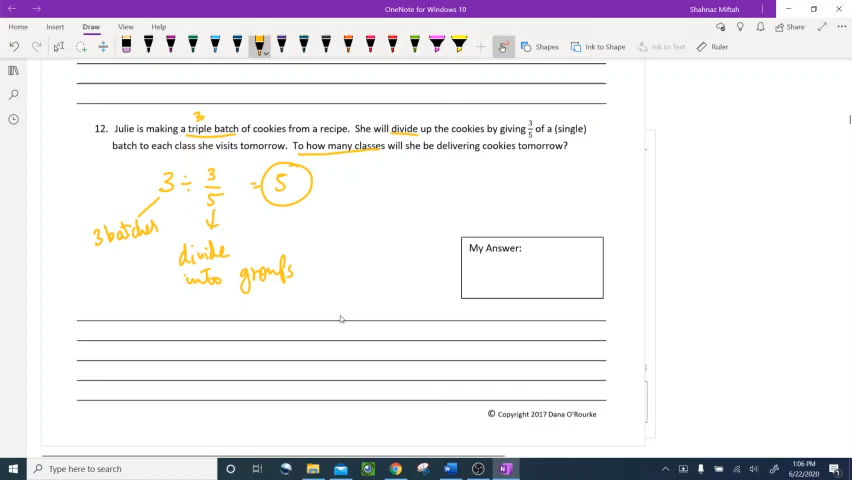 OneNote for Windows 10
Shahnaz Miftah
Home Insert Draw View Help
Share
Shapes Ink to Shape Ink to Text Ruler
3
12. Julie is making a triple batch of cookies from a recipe. She will divide up the cookies by giving 3/5 of a (single)
batch to each class she visits tomorrow. To how many classes will she be delivering cookies tomorrow?
3 ÷ 3/5 = 5
3 batches
divide
into groups
My Answer:
© Copyright 2017 Dana O'Rourke
Type here to search
1:06 PM
6/22/2020